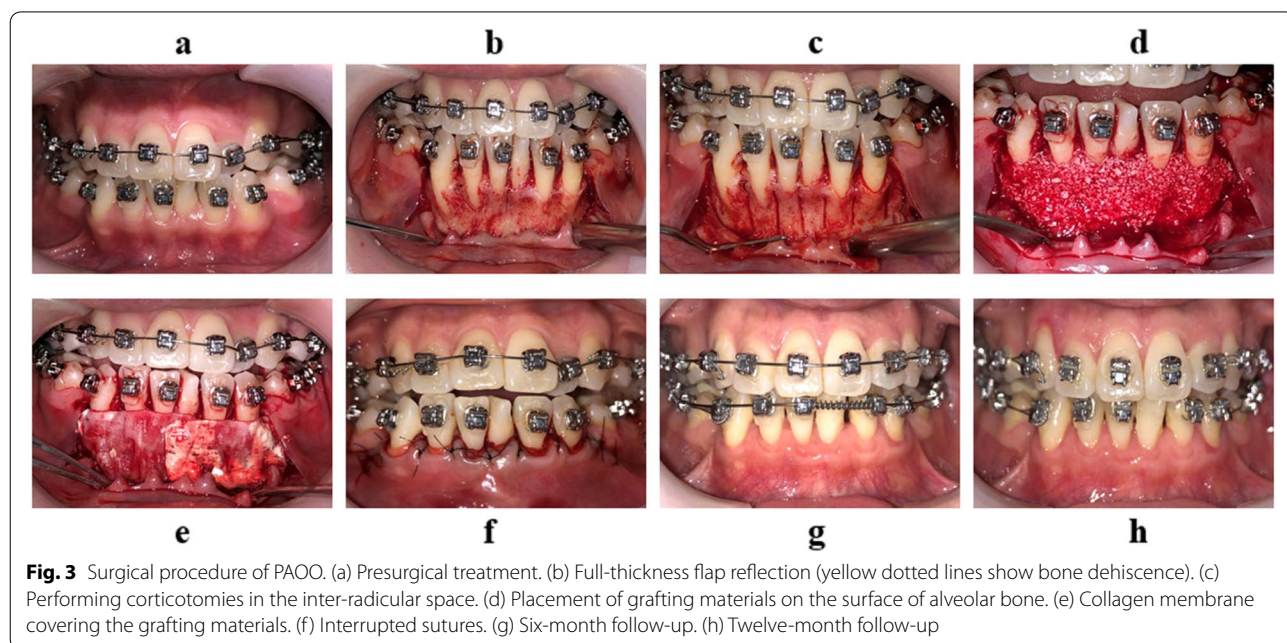 a b c d
e f g h
Fig. 3 Surgical procedure of PAOO. (a) Presurgical treatment. (b) Full-thickness flap reflection (yellow dotted lines show bone dehiscence). (c)
Performing corticotomies in the inter-radicular space. (d) Placement of grafting materials on the surface of alveolar bone. (e) Collagen membrane
covering the grafting materials. (f) Interrupted sutures. (g) Six-month follow-up. (h) Twelve-month follow-up